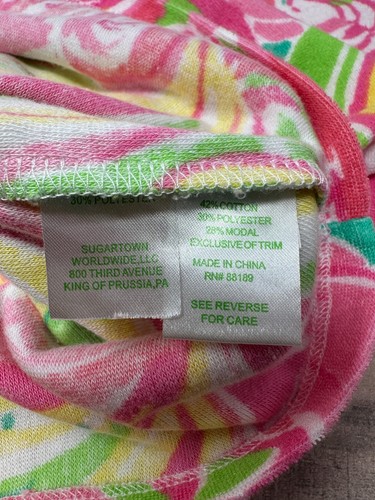 30% POLYESTER
SUGARTOWN
WORLDWIDE,LLC
800 THIRD AVENUE
KING OF PRUSSIA,PA
42% COTTON
30% POLYESTER
28% MODAL
EXCLUSIVE OF TRIM
MADE IN CHINA
RN# 88189
SEE REVERSE
FOR CARE